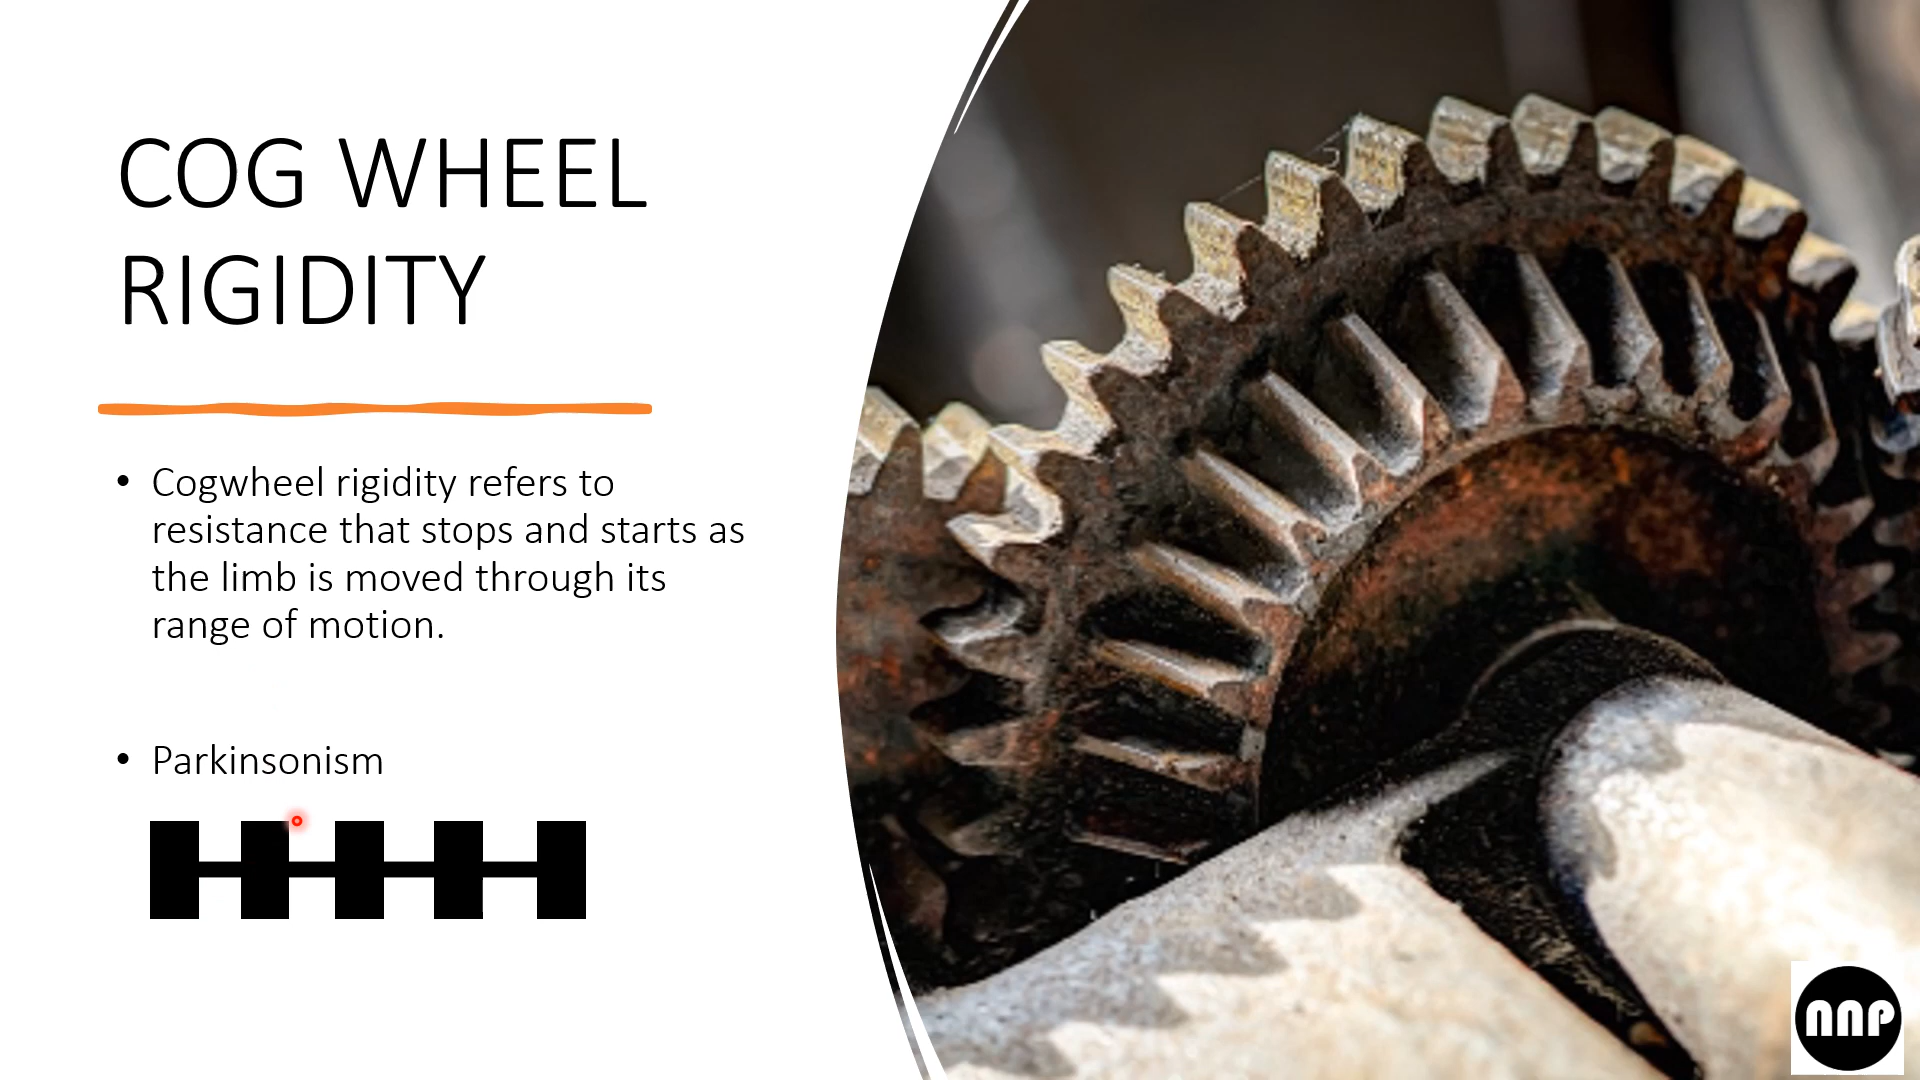 COG WHEEL
RIGIDITY
• Cogwheel rigidity refers to
resistance that stops and starts as
the limb is moved through its
range of motion.
• Parkinsonism
nnp